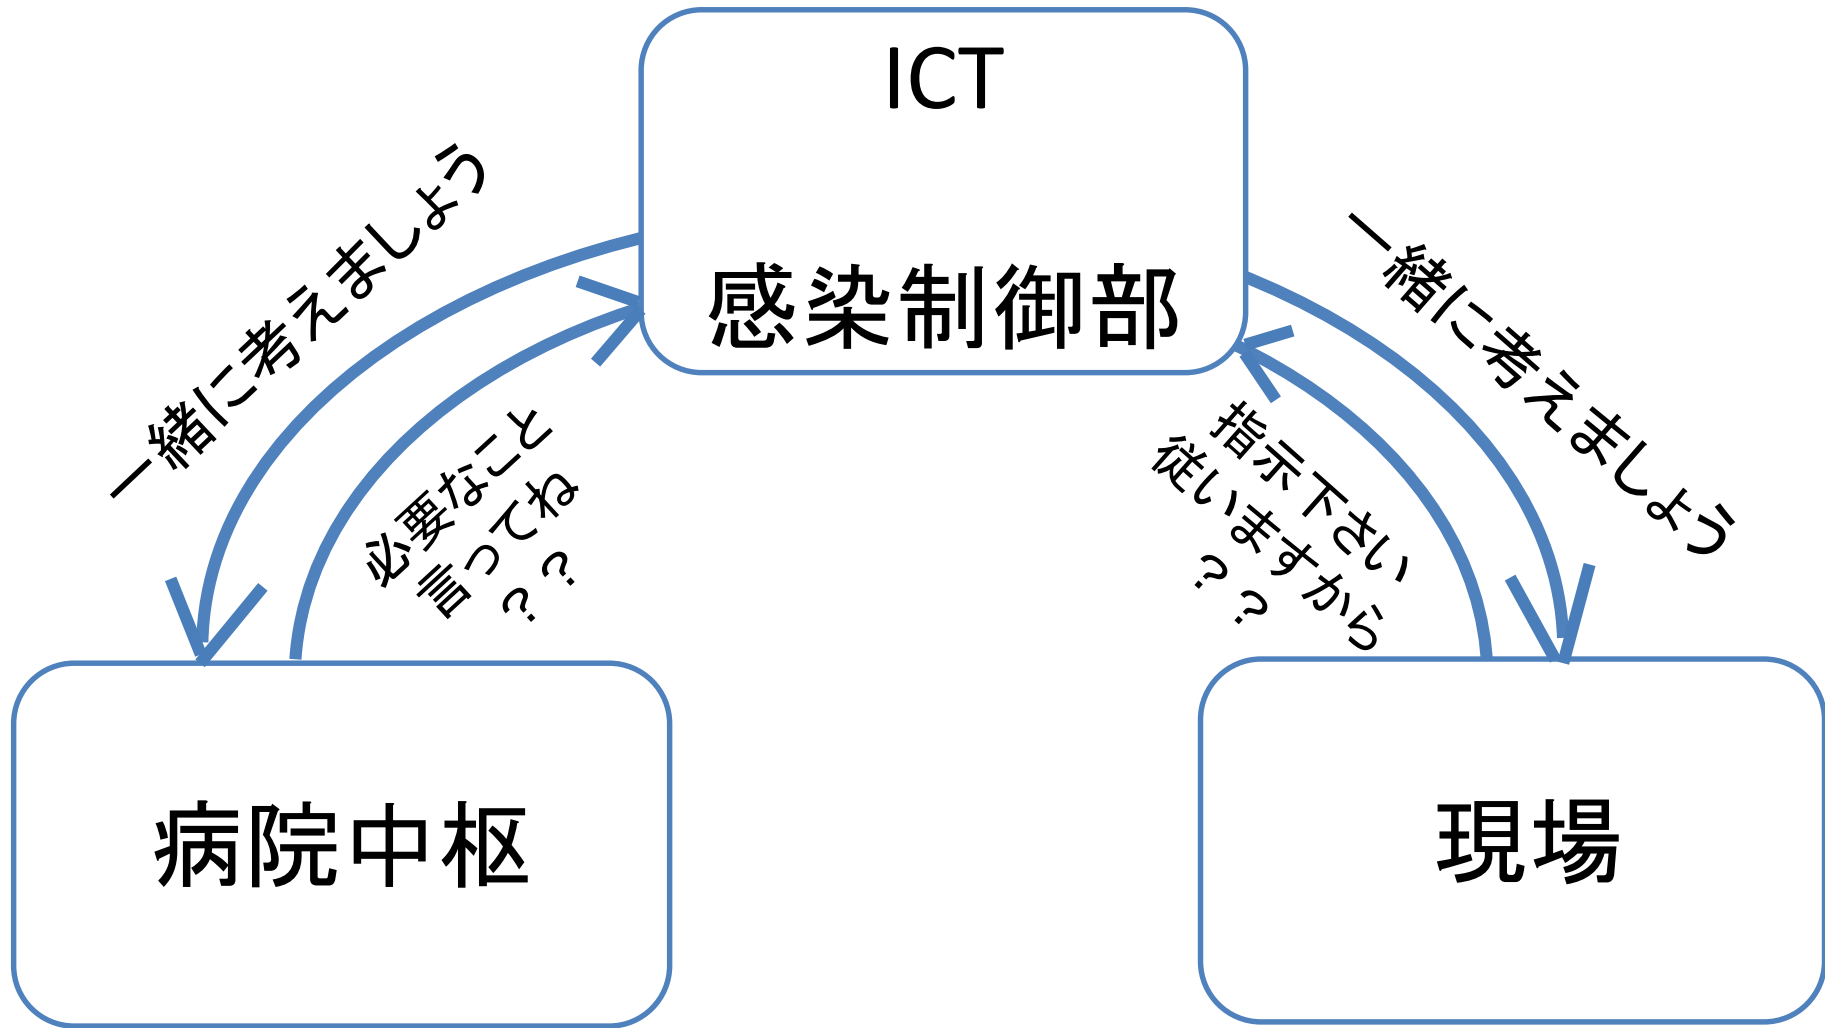 ICT
感染制御部
一緒に考えましょう
必要なこと
言ってね
？？
一緒に考えましょう
指示下さい
従いますから
？？
病院中枢
現場